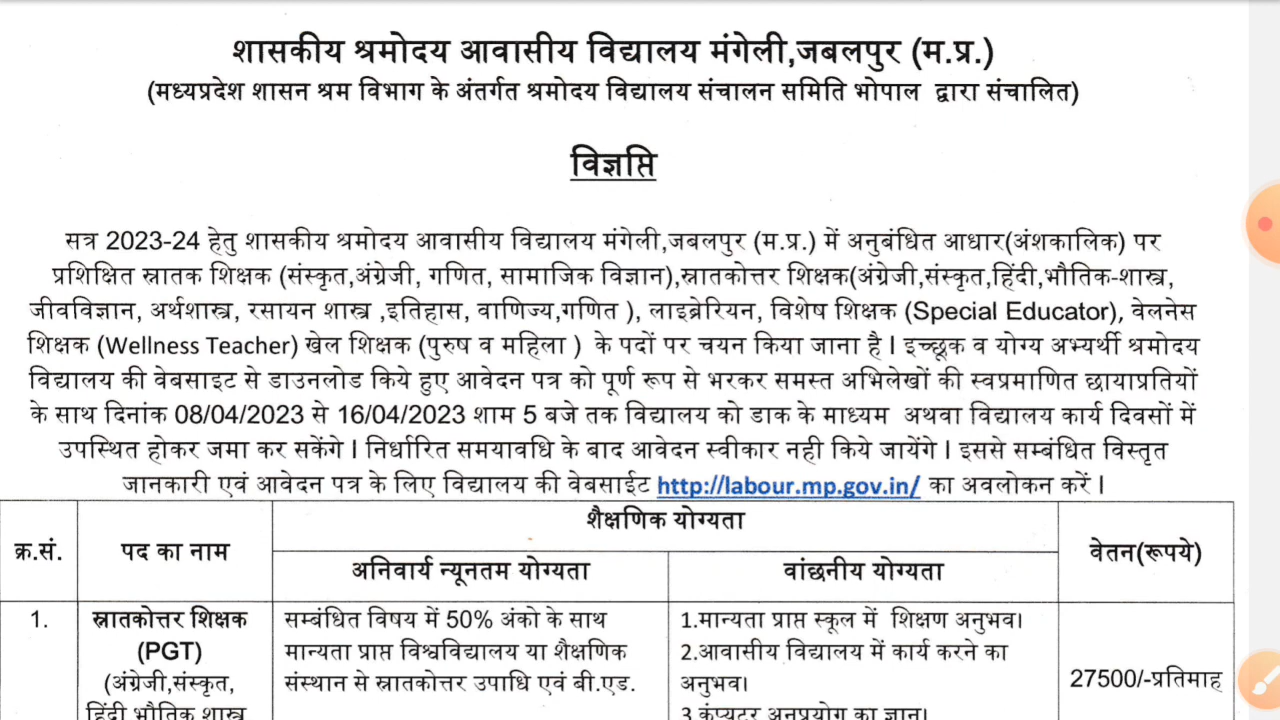 शासकीय श्रमोदय आवासीय विद्यालय मंगेली,जबलपुर (म.प्र.)
(मध्यप्रदेश शासन श्रम विभाग के अंतर्गत श्रमोदय विद्यालय संचालन समिति भोपाल द्वारा संचालित)
विज्ञप्ति
सत्र 2023-24 हेतु शासकीय श्रमोदय आवासीय विद्यालय मंगेली,जबलपुर (म.प्र.) में अनुबंधित आधार(अंशकालिक) पर
प्रशिक्षित स्नातक शिक्षक (संस्कृत,अंग्रेजी, गणित, सामाजिक विज्ञान),स्नातकोत्तर शिक्षक(अंग्रेजी,संस्कृत,हिंदी,भौतिक-शास्त्र,
जीवविज्ञान, अर्थशास्त्र, रसायन शास्त्र ,इतिहास, वाणिज्य,गणित ), लाइब्रेरियन, विशेष शिक्षक (Special Educator), वेलनेस
शिक्षक (Wellness Teacher) खेल शिक्षक (पुरुष व महिला ) के पदों पर चयन किया जाना है । इच्छूक व योग्य अभ्यर्थी श्रमोदय
विद्यालय की वेबसाइट से डाउनलोड किये हुए आवेदन पत्र को पूर्ण रूप से भरकर समस्त अभिलेखों की स्वप्रमाणित छायाप्रतियों
के साथ दिनांक 08/04/2023 से 16/04/2023 शाम 5 बजे तक विद्यालय को डाक के माध्यम अथवा विद्यालय कार्य दिवसों में
उपस्थित होकर जमा कर सकेंगे । निर्धारित समयावधि के बाद आवेदन स्वीकार नही किये जायेंगे । इससे सम्बंधित विस्तृत
जानकारी एवं आवेदन पत्र के लिए विद्यालय की वेबसाईट http://labour.mp.gov.in/ का अवलोकन करें ।
क्र.सं. पद का नाम शैक्षणिक योग्यता वेतन(रूपये)
अनिवार्य न्यूनतम योग्यता वांछनीय योग्यता
1. स्नातकोत्तर शिक्षक सम्बंधित विषय में 50% अंको के साथ 1.मान्यता प्राप्त स्कूल में शिक्षण अनुभव।
(PGT) मान्यता प्राप्त विश्वविद्यालय या शैक्षणिक 2.आवासीय विद्यालय में कार्य करने का
(अंग्रेजी,संस्कृत, संस्थान से स्नातकोत्तर उपाधि एवं बी.एड. अनुभव। 27500/-प्रतिमाह
हिंदी भौतिक शास्त्र 3.कंप्यूटर अनुप्रयोग का ज्ञान।